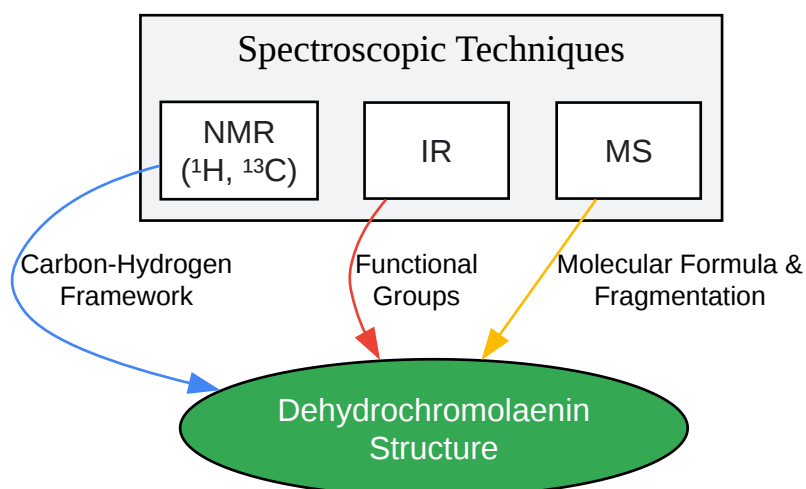 Spectroscopic Techniques
NMR
(¹H, ¹³C)
IR
MS
Carbon-Hydrogen
Framework
Functional
Groups
Molecular Formula &
Fragmentation
Dehydrochromolaenin
Structure